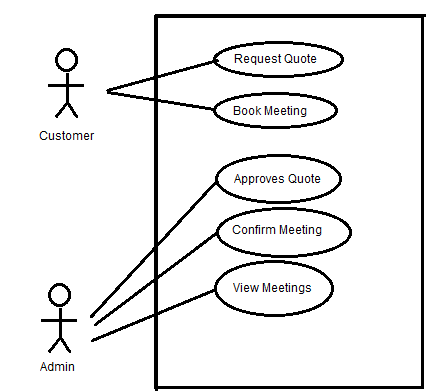 Request Quote
Book Meeting
Customer
Approves Quote
Confirm Meeting
View Meetings
Admin